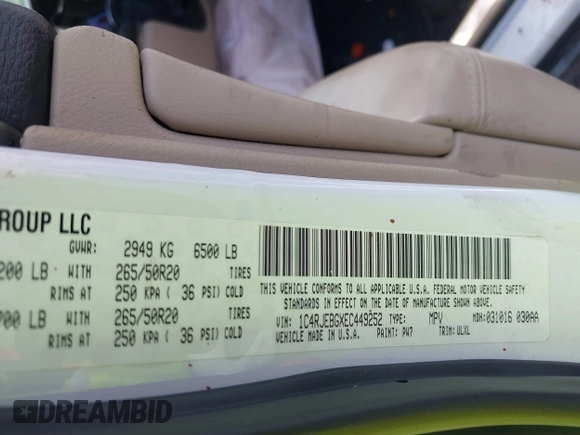 ROUP LLC
GVWR: 2949 KG 6500 LB
200 LB WITH 265/50R20 TIRES
RIMS AT 250 KPA ( 36 PSI) COLD
700 LB WITH 265/50R20 TIRES
RIMS AT 250 KPA ( 36 PSI) COLD
THIS VEHICLE CONFORMS TO ALL APPLICABLE U.S.A. FEDERAL MOTOR VEHICLE SAFETY
STANDARDS IN EFFECT ON THE DATE OF MANUFACTURE SHOWN ABOVE.
VIN: 1C4RJEBGXEC449252 TYPE: MPV MDH:031016 030AA
VEHICLE MADE IN U.S.A. PAINT: PW7 TRIM: ULXL
DREAMBID